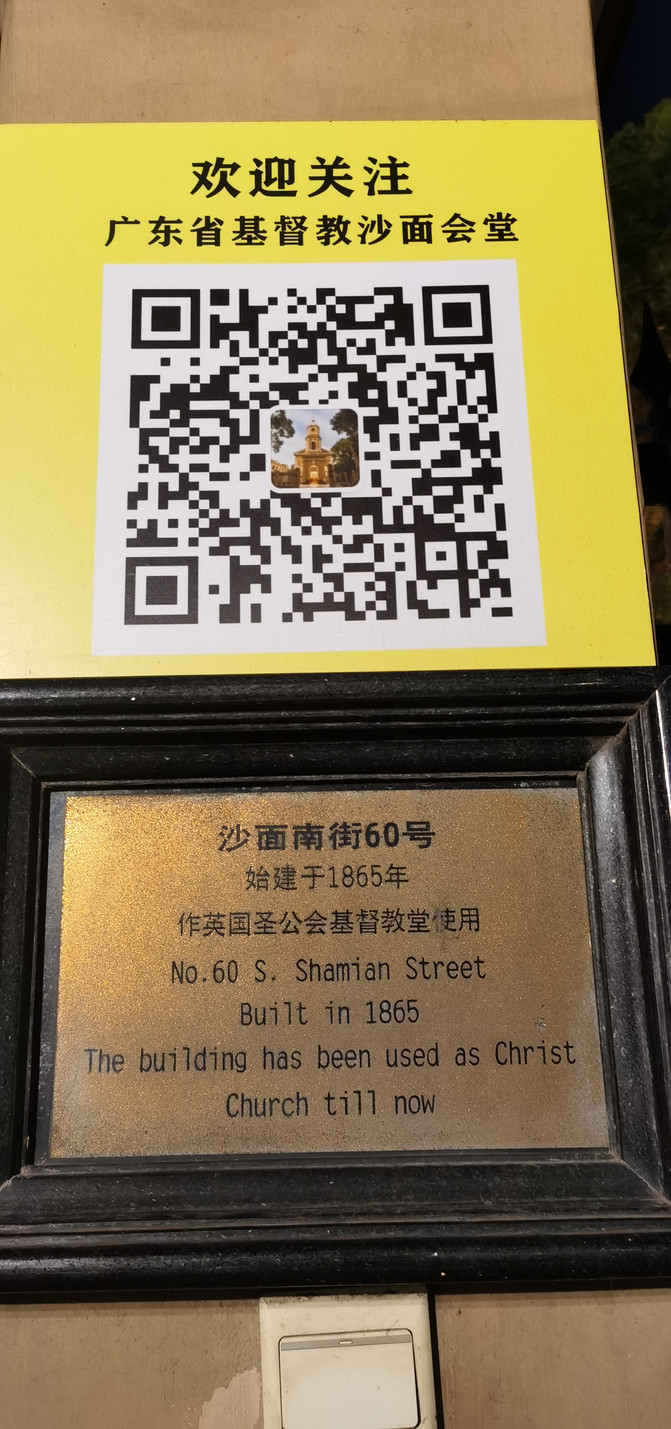 欢迎关注
广东省基督教沙面会堂
沙面南街60号
始建于1865年
作英国圣公会基督教堂使用
No.60 S. Shamian Street
Built in 1865
The building has been used as Christ
Church till now